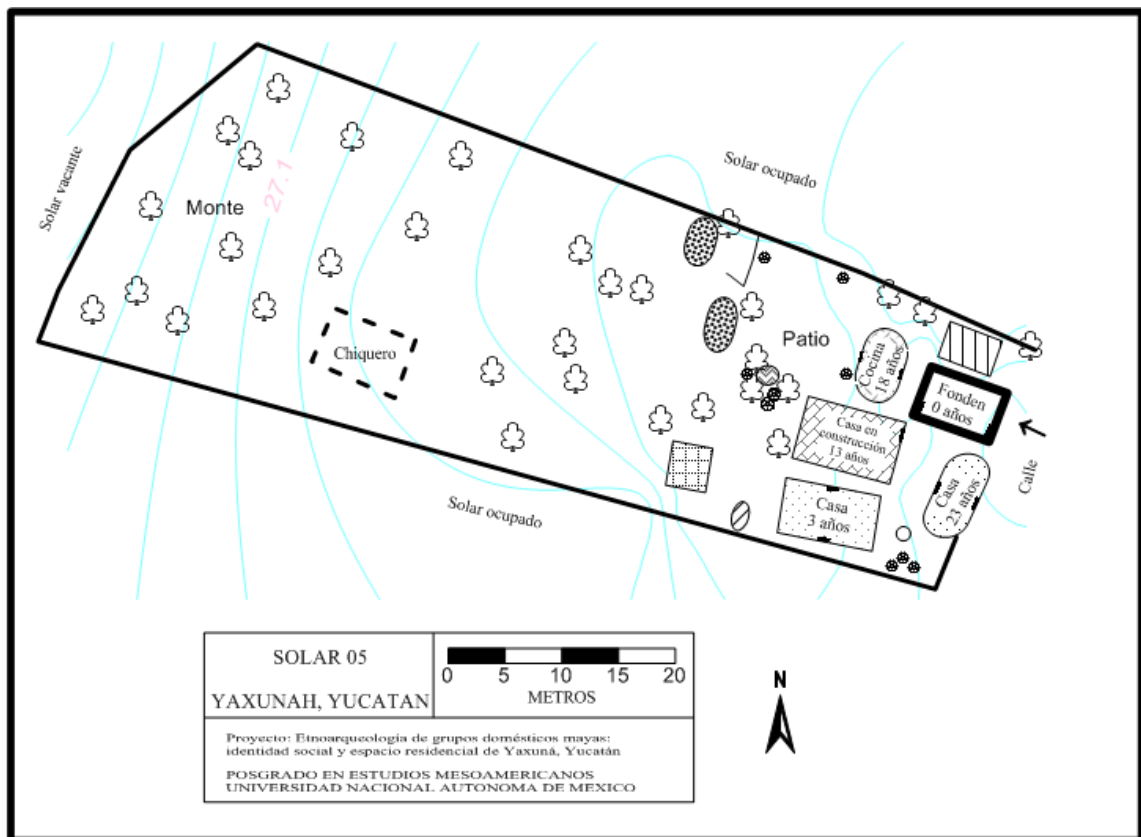 Solar vacante
Monte
27.1
Solar ocupado
Patio
Chiquero
Cocina
18 años
Fonden
0 años
Casa en
construcción
13 años
Casa
3 años
Casa
23 años
Calle
Solar ocupado
SOLAR 05
YAXUNAH, YUCATAN
0 5 10 15 20
METROS
N
Proyecto: Etnoarqueología de grupos domésticos mayas:
identidad social y espacio residencial de Yaxuná, Yucatán
POSGRADO EN ESTUDIOS MESOAMERICANOS
UNIVERSIDAD NACIONAL AUTONOMA DE MEXICO